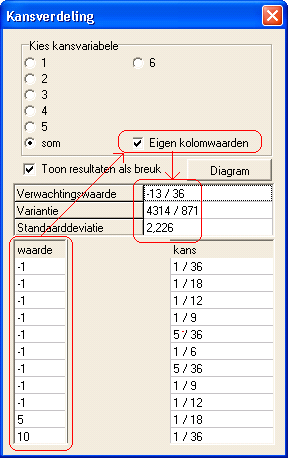 Kansverdeling
Kies kansvariabele
1
6
2
3
4
5
som
Eigen kolomwaarden
Toon resultaten als breuk
Diagram
Verwachtingswaarde -13 / 36
Variantie 4314 / 871
Standaarddeviatie 2,226
waarde kans
-1 1 / 36
-1 1 / 18
-1 1 / 12
-1 1 / 9
-1 5 / 36
-1 1 / 6
-1 5 / 36
-1 1 / 9
-1 1 / 12
5 1 / 18
10 1 / 36